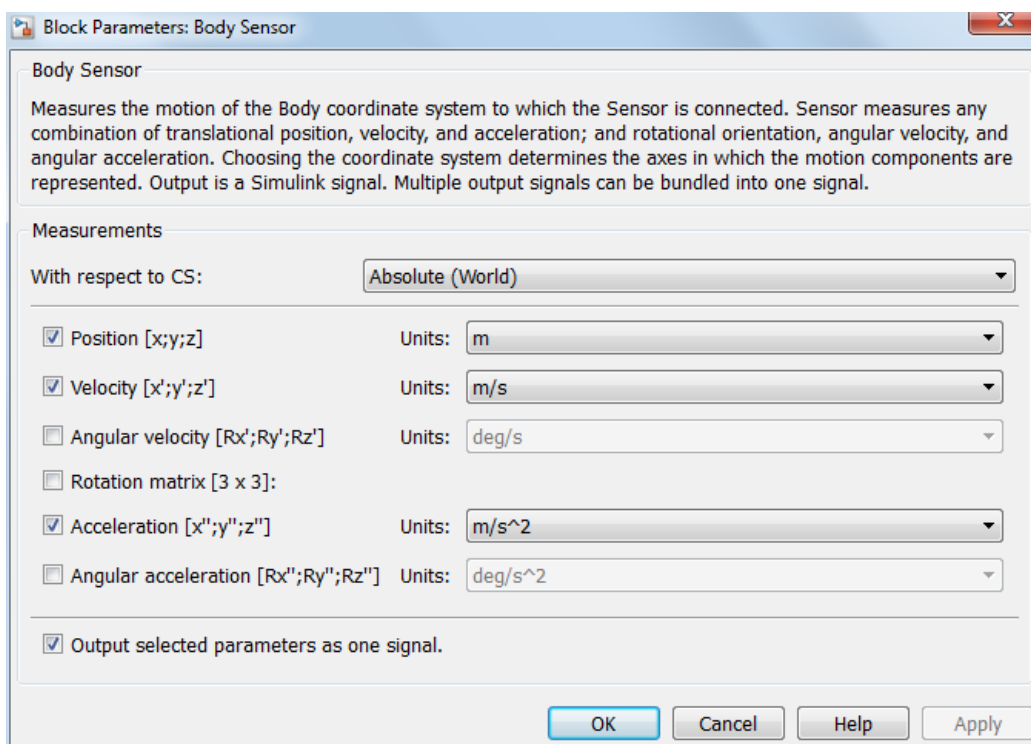 Block Parameters: Body Sensor
Body Sensor
Measures the motion of the Body coordinate system to which the Sensor is connected. Sensor measures any
combination of translational position, velocity, and acceleration; and rotational orientation, angular velocity, and
angular acceleration. Choosing the coordinate system determines the axes in which the motion components are
represented. Output is a Simulink signal. Multiple output signals can be bundled into one signal.
Measurements
With respect to CS: Absolute (World)
Position [x;y;z] Units: m
Velocity [x';y';z'] Units: m/s
Angular velocity [Rx';Ry';Rz'] Units: deg/s
Rotation matrix [3 x 3]:
Acceleration [x";y";z"] Units: m/s^2
Angular acceleration [Rx";Ry";Rz"] Units: deg/s^2
Output selected parameters as one signal.
OK Cancel Help Apply